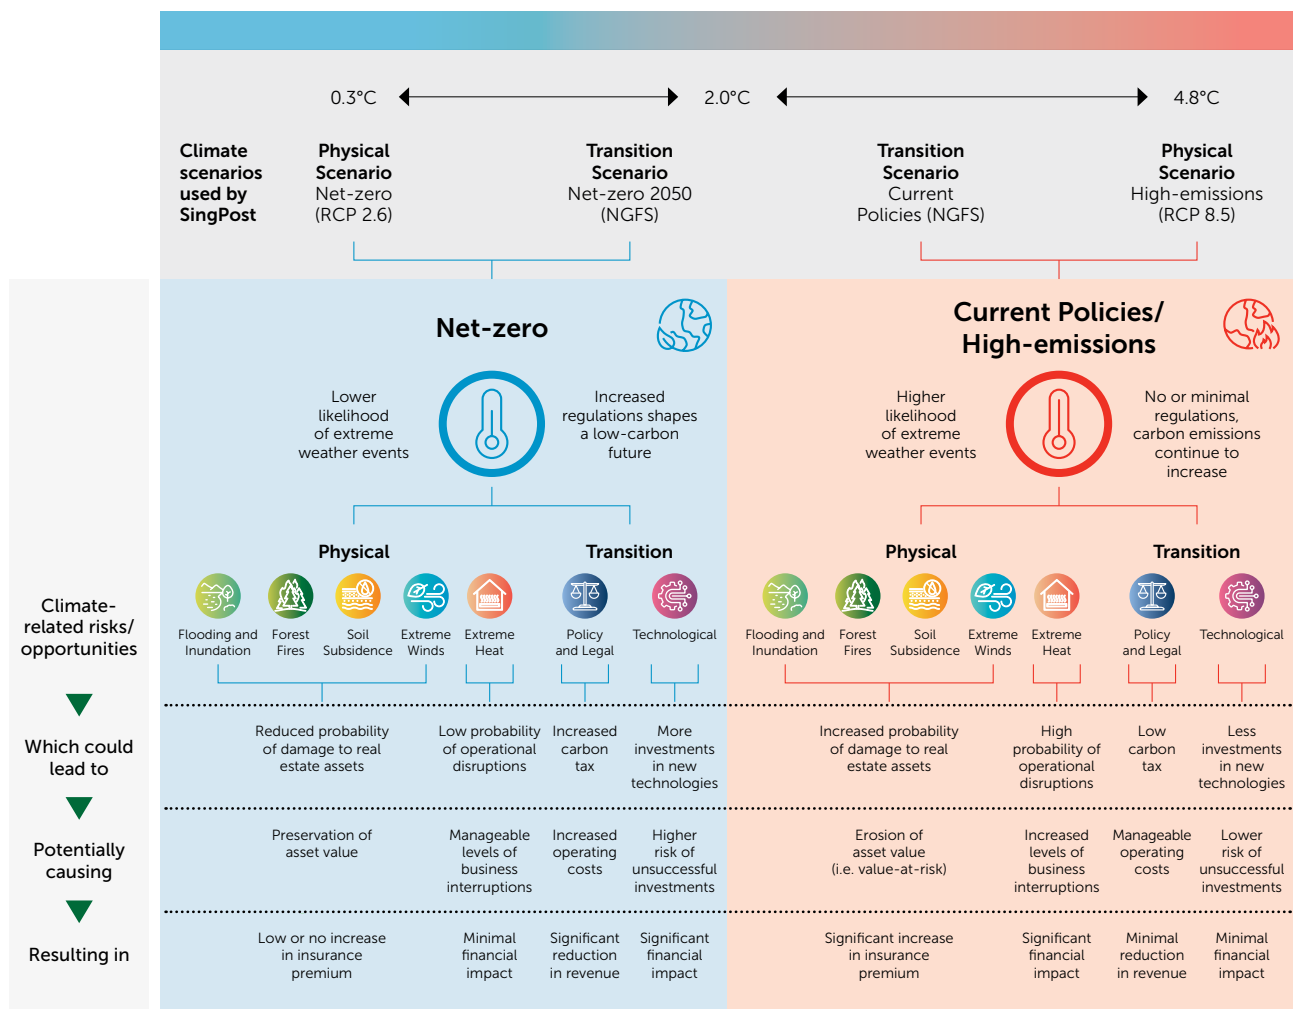 0.3°C
2.0°C
4.8°C
Climate
scenarios
used by
SingPost
Physical
Scenario
Net-zero
(RCP 2.6)
Transition
Scenario
Net-zero 2050
(NGFS)
Transition
Scenario
Current
Policies (NGFS)
Physical
Scenario
High-emissions
(RCP 8.5)
Net-zero
Lower
likelihood
of extreme
weather events
Increased
regulations shapes
a low-carbon
future
Current Policies/
High-emissions
Higher
likelihood
of extreme
weather events
No or minimal
regulations,
carbon emissions
continue to
increase
Climate-
related risks/
opportunities
Physical
Transition
Flooding and
Inundation
Forest
Fires
Soil
Subsidence
Extreme
Winds
Extreme
Heat
Policy
and Legal
Technological
Physical
Transition
Flooding and
Inundation
Forest
Fires
Soil
Subsidence
Extreme
Winds
Extreme
Heat
Policy
and Legal
Technological
Which could
lead to
Reduced probability
of damage to real
estate assets
Low probability
of operational
disruptions
Increased
carbon
tax
More
investments
in new
technologies
Increased probability
of damage to real
estate assets
High
probability of
operational
disruptions
Low
carbon
tax
Less
investments
in new
technologies
Potentially
causing
Preservation of
asset value
Manageable
levels of
business
interruptions
Increased
operating
costs
Higher
risk of
unsuccessful
investments
Erosion of
asset value
(i.e. value-at-risk)
Increased
levels of
business
interruptions
Manageable
operating
costs
Lower
risk of
unsuccessful
investments
Resulting in
Low or no increase
in insurance
premium
Minimal
financial
impact
Significant
reduction
in revenue
Significant
financial
impact
Significant increase
in insurance
premium
Significant
financial
impact
Minimal
reduction
in revenue
Minimal
financial
impact